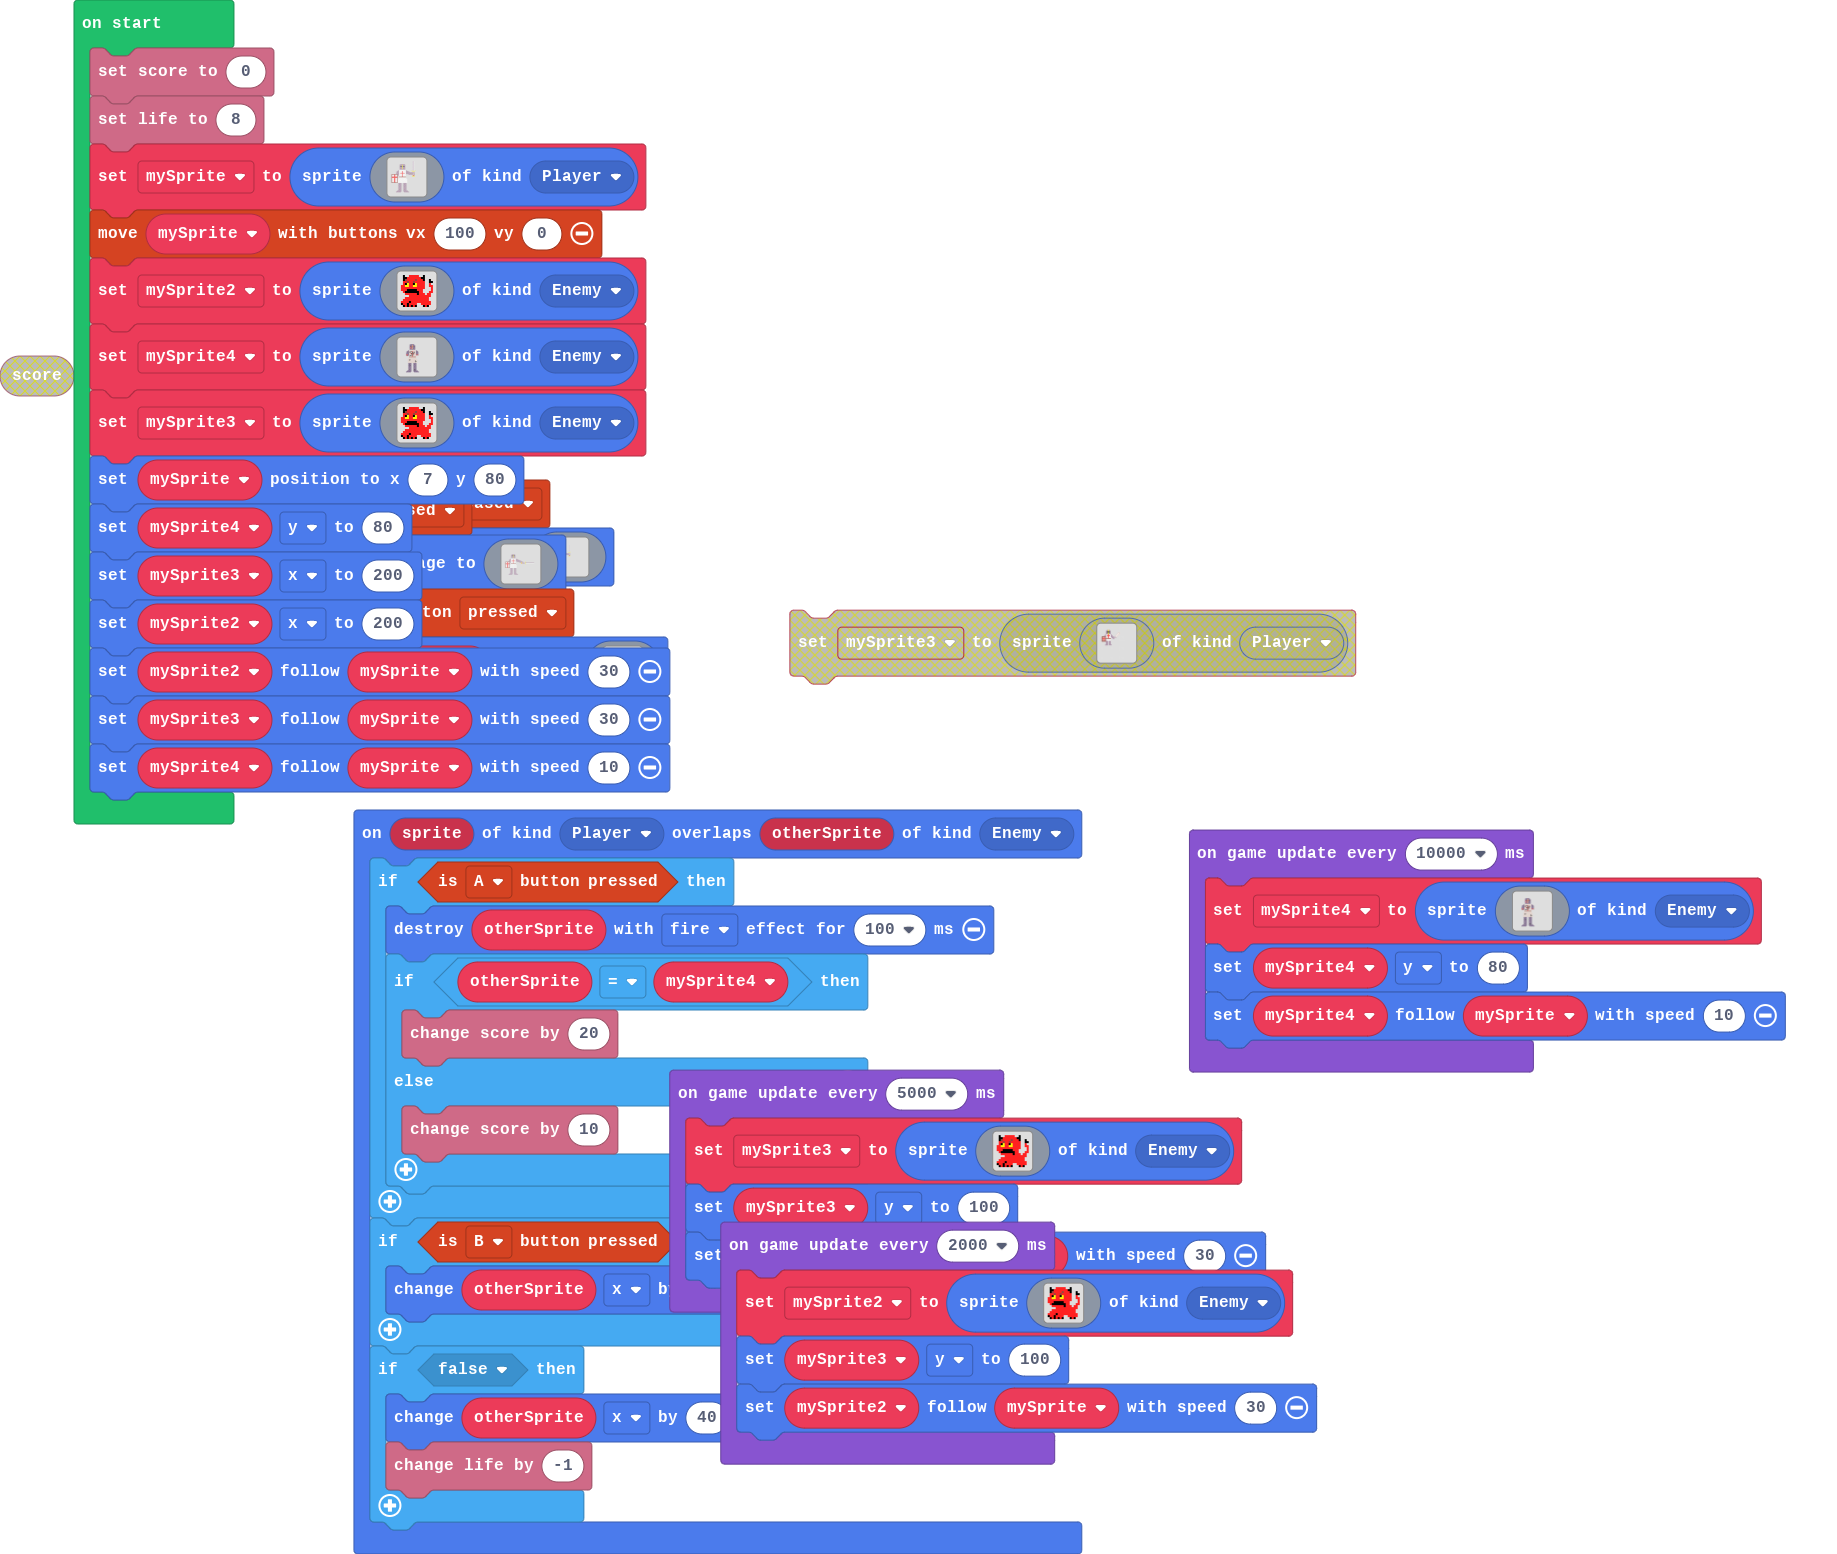 on start
set score to 0
set life to 8
set mySprite to sprite of kind Player
move mySprite with buttons vx 100 vy 0
set mySprite2 to sprite of kind Enemy
set mySprite4 to sprite of kind Enemy
score
set mySprite3 to sprite of kind Enemy
set mySprite position to x 7 y 80
set mySprite4 y to 80
set mySprite3 x to 200
to
set mySprite2 x to 200
pressed
set mySprite2 follow mySprite with speed 30
set mySprite3 follow mySprite with speed 30
set mySprite4 follow mySprite with speed 10
set mySprite3 to sprite of kind Player
on sprite of kind Player overlaps otherSprite of kind Enemy
if is A button pressed then
destroy otherSprite with fire effect for 100 ms
if otherSprite = mySprite4 then
change score by 20
else
change score by 10
if is B button pressed
change otherSprite x
if false then
change otherSprite x by 40
change life by -1
on game update every 10000 ms
set mySprite4 to sprite of kind Enemy
set mySprite4 y to 80
set mySprite4 follow mySprite with speed 10
on game update every 5000 ms
set mySprite3 to sprite of kind Enemy
set mySprite3 y to 100
set with speed 30
on game update every 2000 ms
set mySprite2 to sprite of kind Enemy
set mySprite3 y to 100
set mySprite2 follow mySprite with speed 30